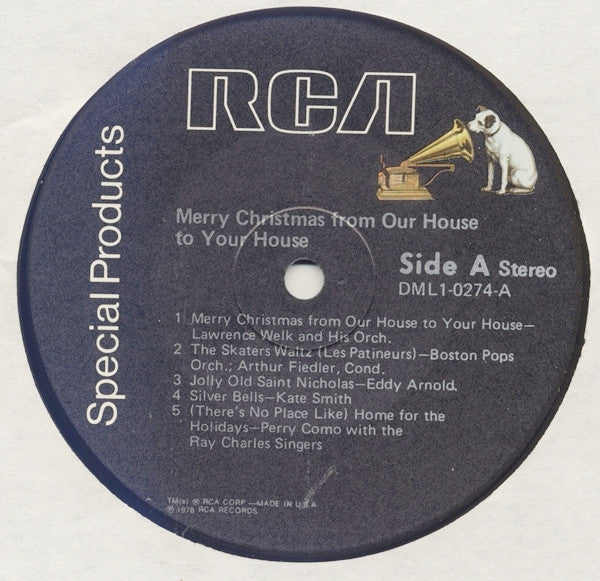 RCA
Special Products
Merry Christmas from Our House
to Your House
Side A Stereo
DML1-0274-A
1 Merry Christmas from Our House to Your House—
Lawrence Welk and His Orch.
2 The Skaters Waltz (Les Patineurs)—Boston Pops
Orch.; Arthur Fiedler, Cond.
3 Jolly Old Saint Nicholas—Eddy Arnold
4 Silver Bells—Kate Smith
5 (There's No Place Like) Home for the
Holidays—Perry Como with the
Ray Charles Singers
TM(s) ® RCA CORP —MADE IN U.S.A
℗ 1978 RCA RECORDS